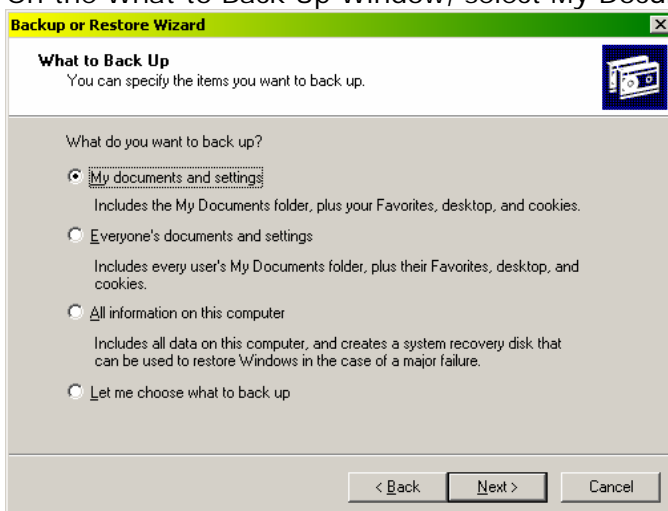 On the What to Back Up Window, select My Docu
Backup or Restore Wizard
What to Back Up
You can specify the items you want to back up.
What do you want to back up?
My documents and settings
Includes the My Documents folder, plus your Favorites, desktop, and cookies.
Everyone's documents and settings
Includes every user's My Documents folder, plus their Favorites, desktop, and
cookies.
All information on this computer
Includes all data on this computer, and creates a system recovery disk that
can be used to restore Windows in the case of a major failure.
Let me choose what to back up
< Back Next > Cancel